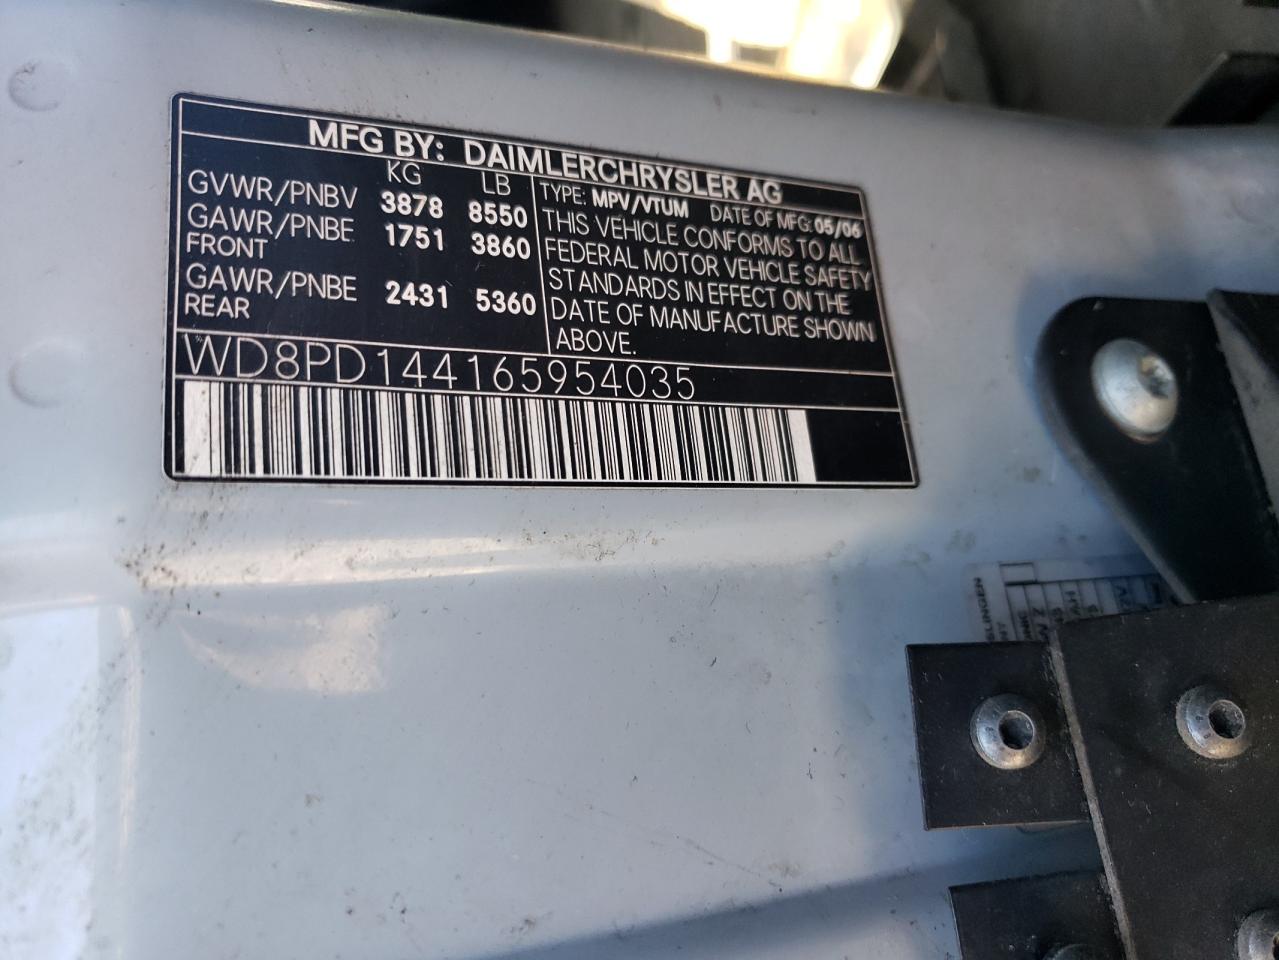 MFG BY: DAIMLERCHRYSLER AG
KG LB
GVWR/PNBV 3878 8550
GAWR/PNBE 1751 3860
FRONT
GAWR/PNBE 2431 5360
REAR
TYPE: MPV/VTUM DATE OF MFG: 05/06
THIS VEHICLE CONFORMS TO ALL
FEDERAL MOTOR VEHICLE SAFETY
STANDARDS IN EFFECT ON THE
DATE OF MANUFACTURE SHOWN
ABOVE.
WD8PD144165954035